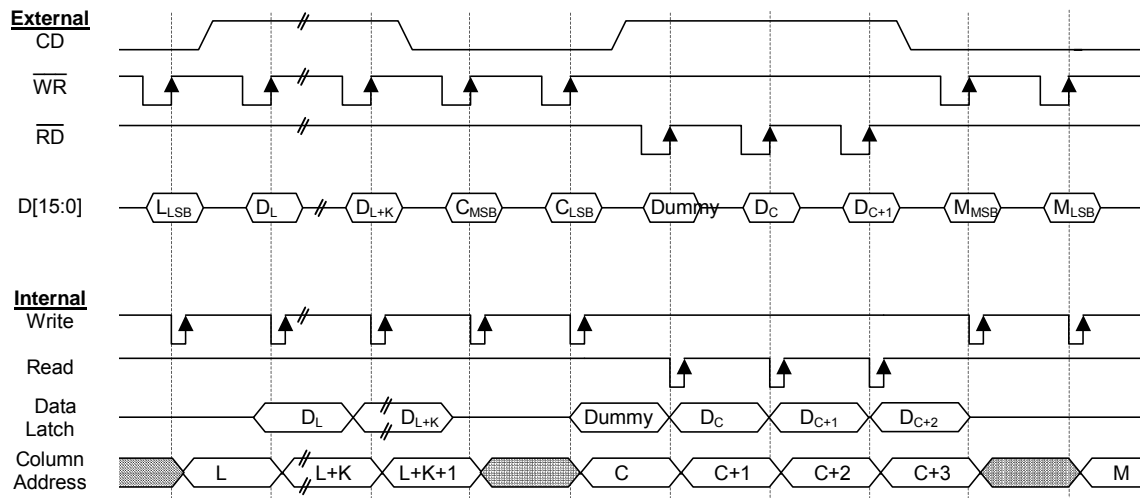 External
CD
WR
RD
D[15:0] LLSB DL DL+K CMSB CLSB Dummy DC DC+1 MMSB MLSB
Internal
Write
Read
Data Latch DL DL+K Dummy DC DC+1 DC+2
Column Address L L+K L+K+1 C C+1 C+2 C+3 M